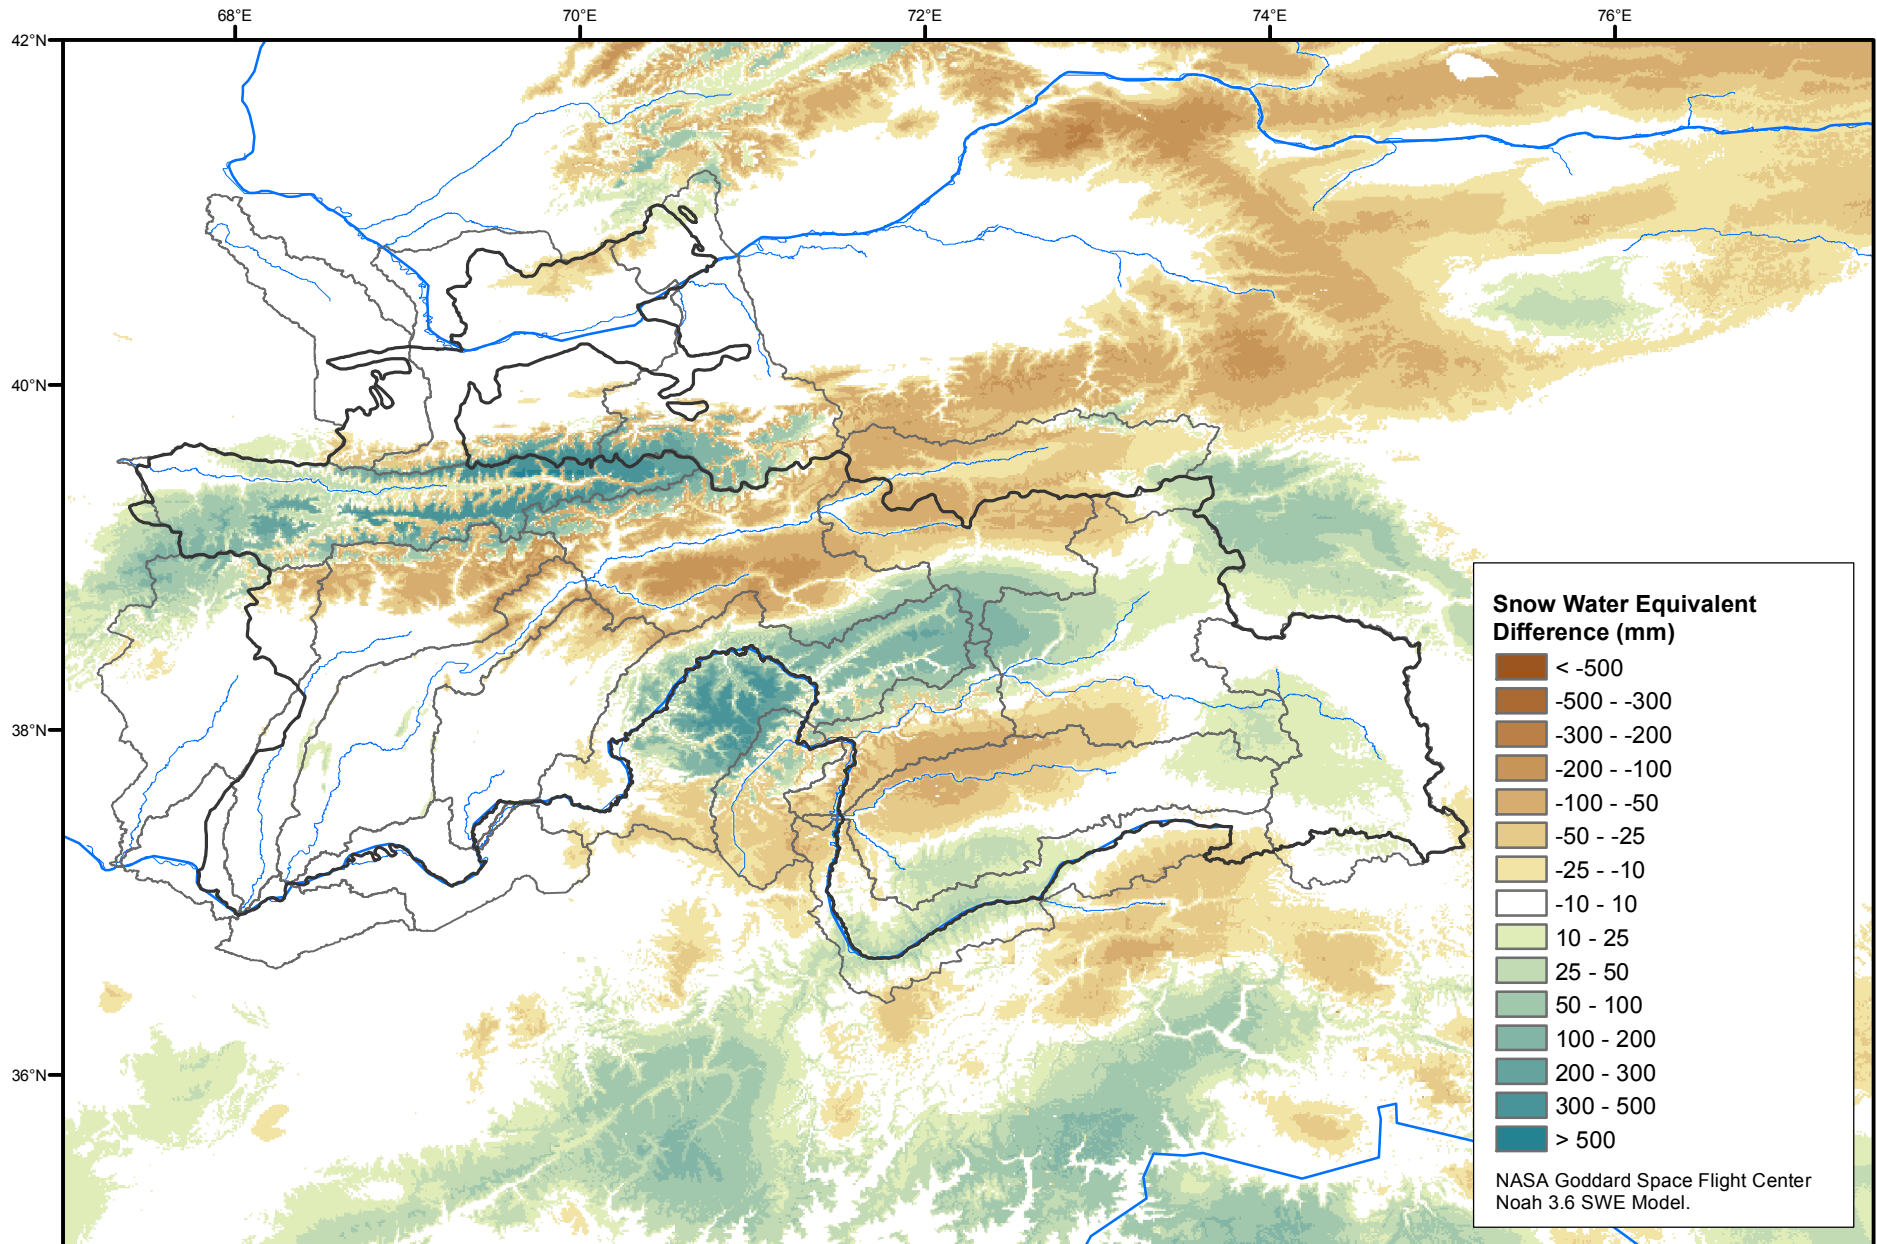 68°E
70°E
72°E
74°E
76°E
42°N
40°N
38°N
36°N
Snow Water Equivalent
Difference (mm)
< -500
-500 - -300
-300 - -200
-200 - -100
-100 - -50
-50 - -25
-25 - -10
-10 - 10
10 - 25
25 - 50
50 - 100
100 - 200
200 - 300
300 - 500
> 500
NASA Goddard Space Flight Center
Noah 3.6 SWE Model.